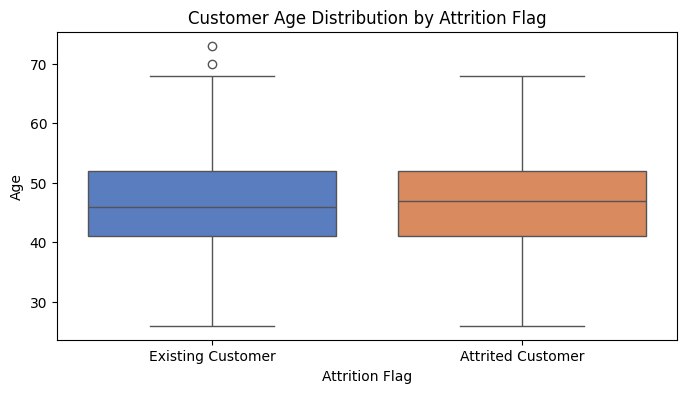 Customer Age Distribution by Attrition Flag
70
60
50
40
30
Age
Existing Customer
Attrited Customer
Attrition Flag